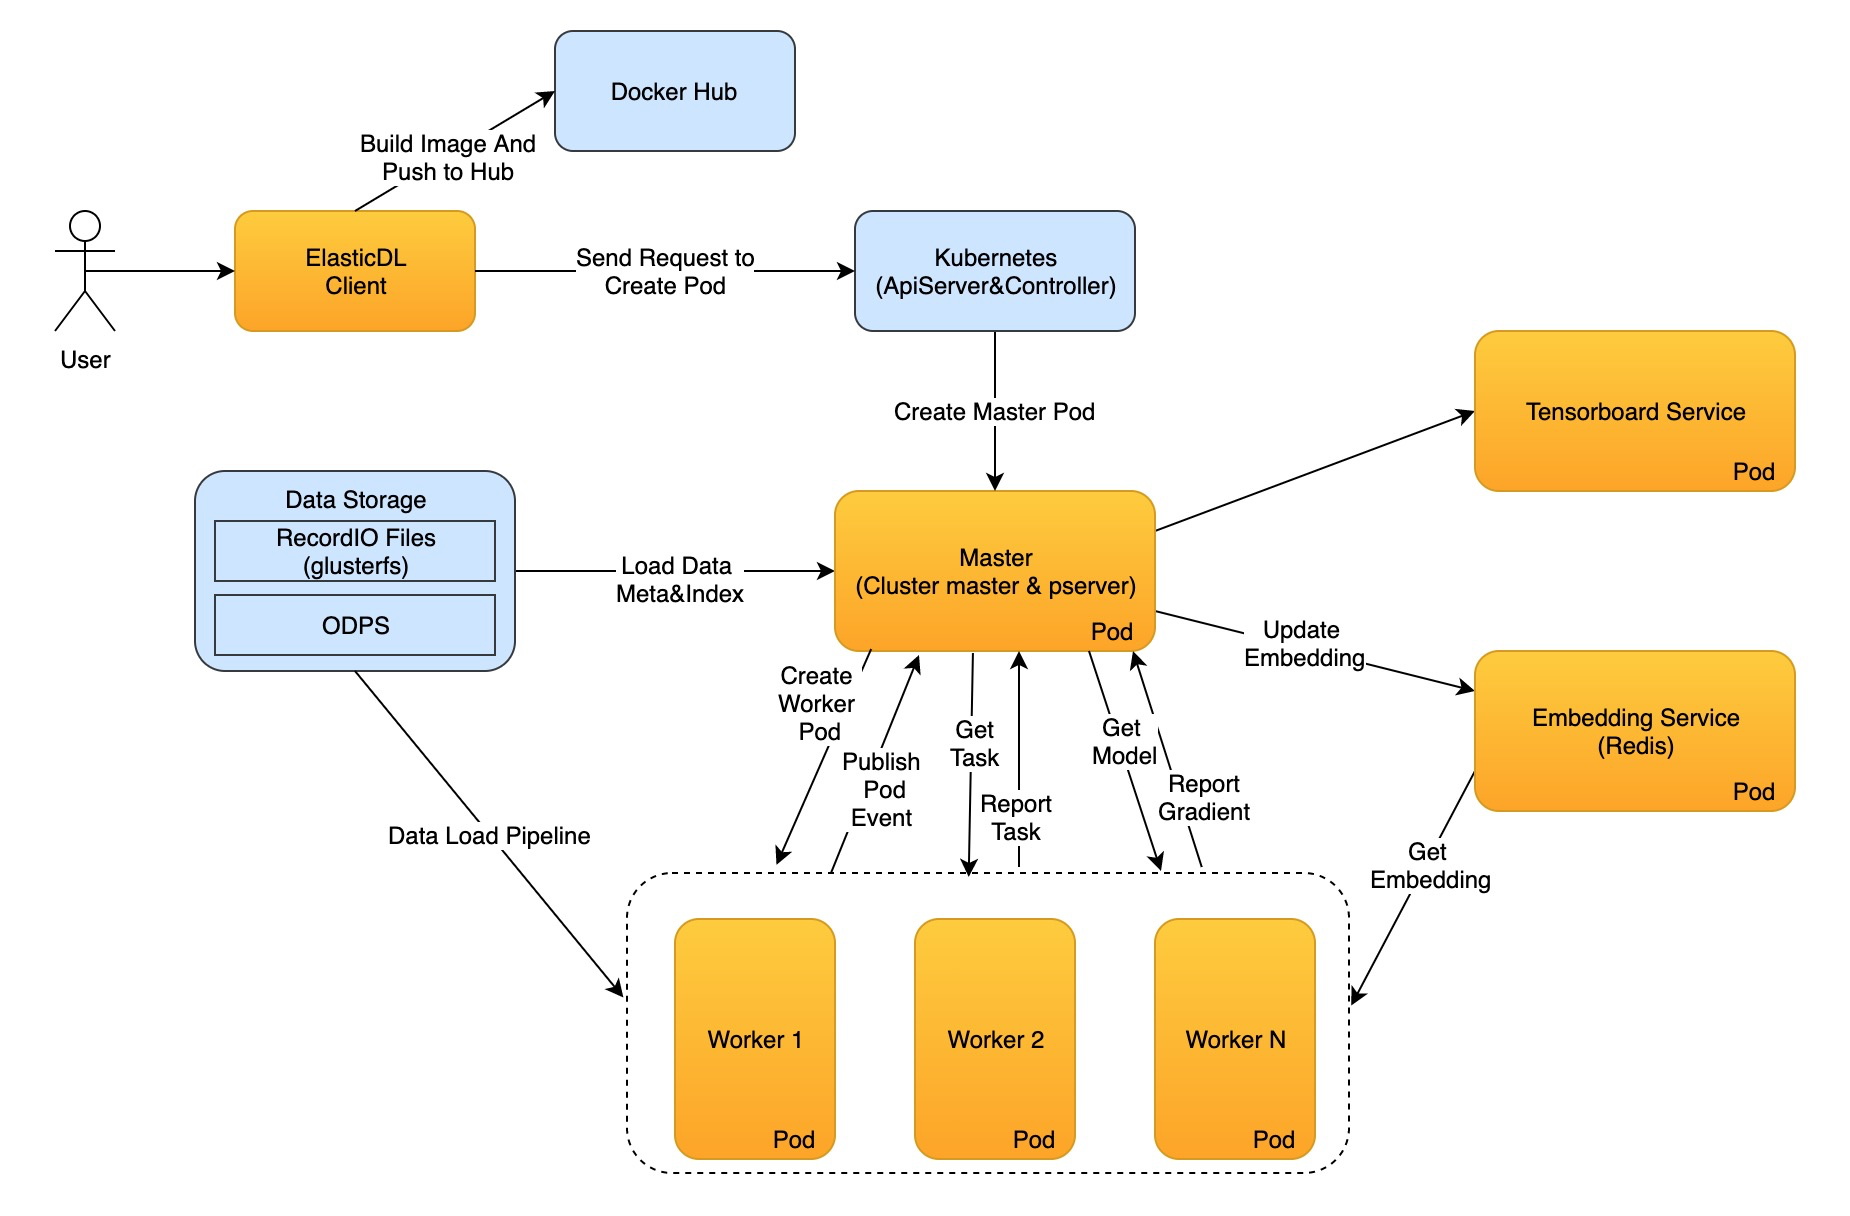 Docker Hub
Build Image And
Push to Hub
User
ElasticDL
Client
Send Request to
Create Pod
Kubernetes
(ApiServer&Controller)
Create Master Pod
Tensorboard Service
Pod
Data Storage
RecordIO Files
(glusterfs)
ODPS
Load Data
Meta&Index
Master
(Cluster master & pserver)
Pod
Update
Embedding
Embedding Service
(Redis)
Pod
Create
Worker
Pod
Publish
Pod
Event
Get
Task
Report
Task
Get
Model
Report
Gradient
Get
Embedding
Data Load Pipeline
Worker 1
Pod
Worker 2
Pod
Worker N
Pod